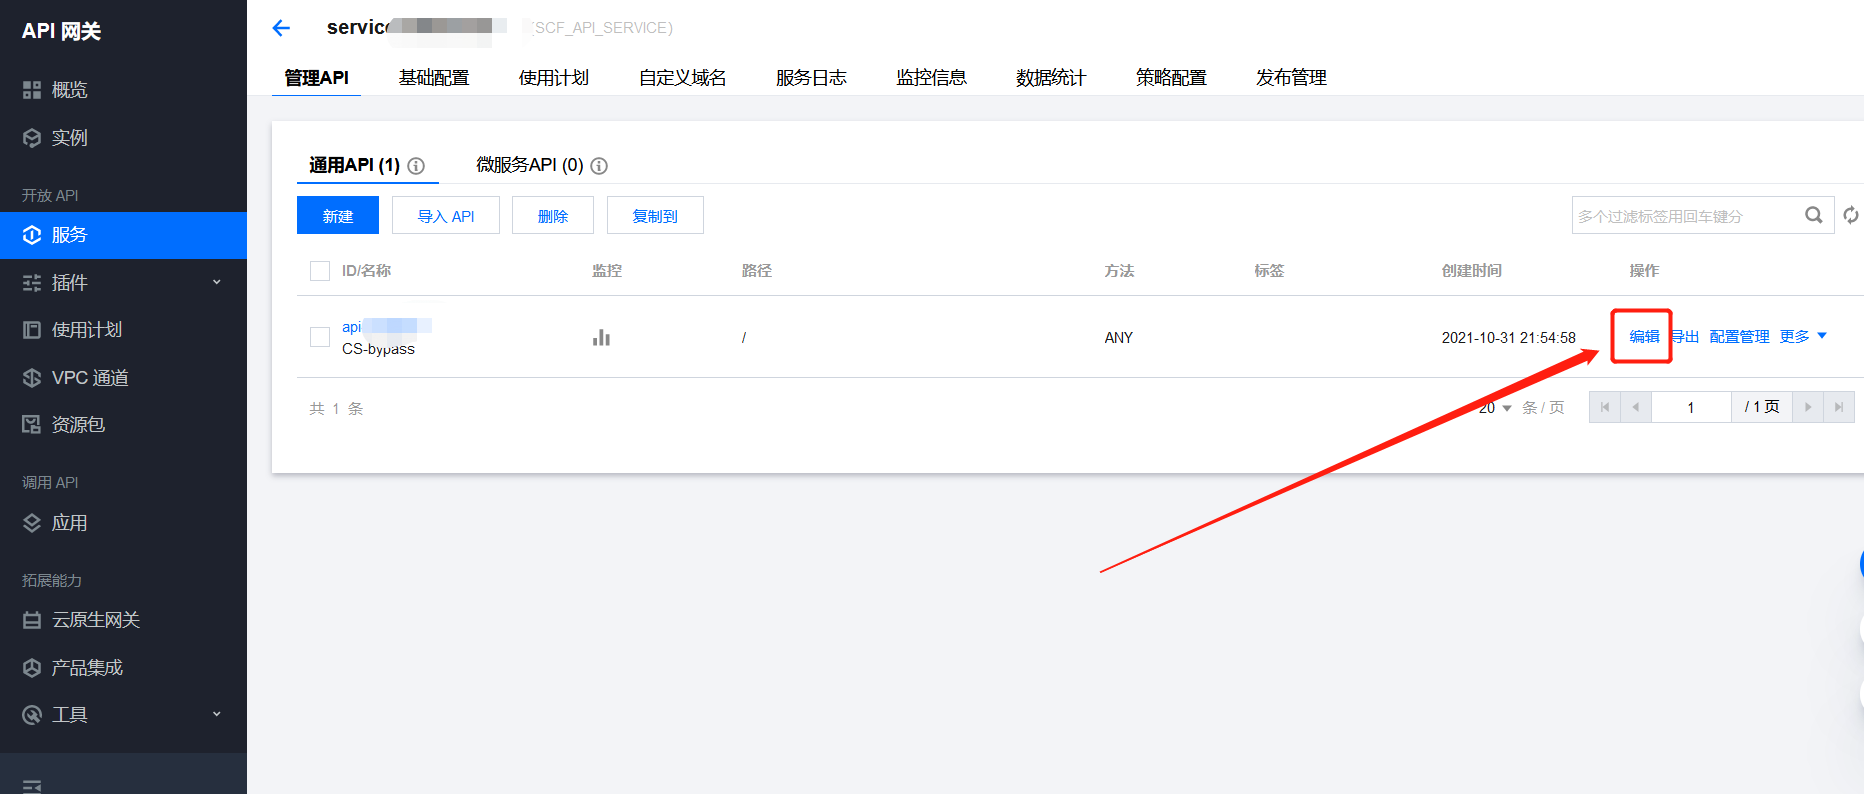 API 网关
概览
实例
开放 API
服务
插件
使用计划
VPC 通道
资源包
调用 API
应用
拓展能力
云原生网关
产品集成
工具
service (SCF_API_SERVICE)
管理API 基础配置 使用计划 自定义域名 服务日志 监控信息 数据统计 策略配置 发布管理
通用API (1) 微服务API (0)
新建 导入 API 删除 复制到 多个过滤标签用回车键分
ID/名称 监控 路径 方法 标签 创建时间 操作
api
CS-bypass / ANY 2021-10-31 21:54:58 编辑 导出 配置管理 更多
共 1 条 20 条 / 页 1 / 1 页